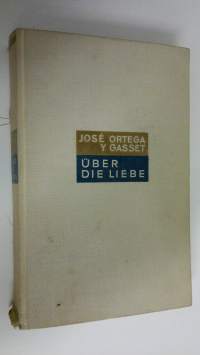 JOSÉ ORTEGA
Y GASSET
ÜBER
DIE LIEBE